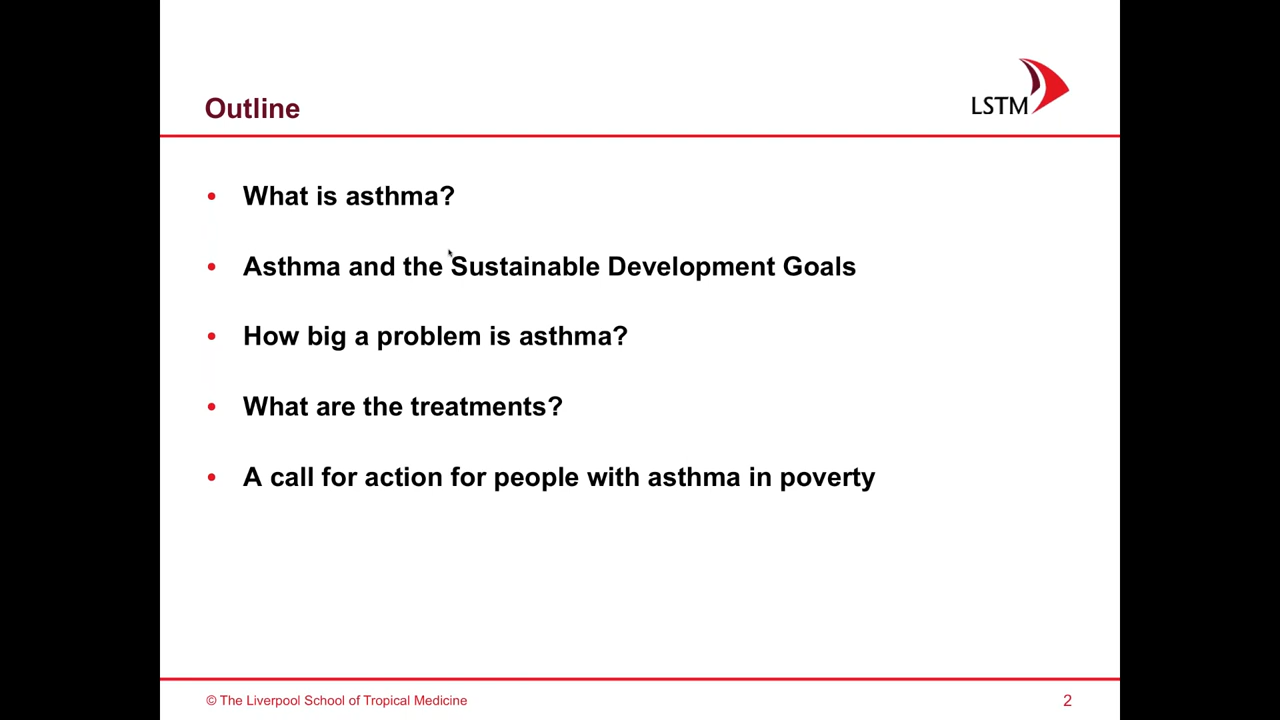 Outline
LSTM
• What is asthma?
• Asthma and the Sustainable Development Goals
• How big a problem is asthma?
• What are the treatments?
• A call for action for people with asthma in poverty
© The Liverpool School of Tropical Medicine
2